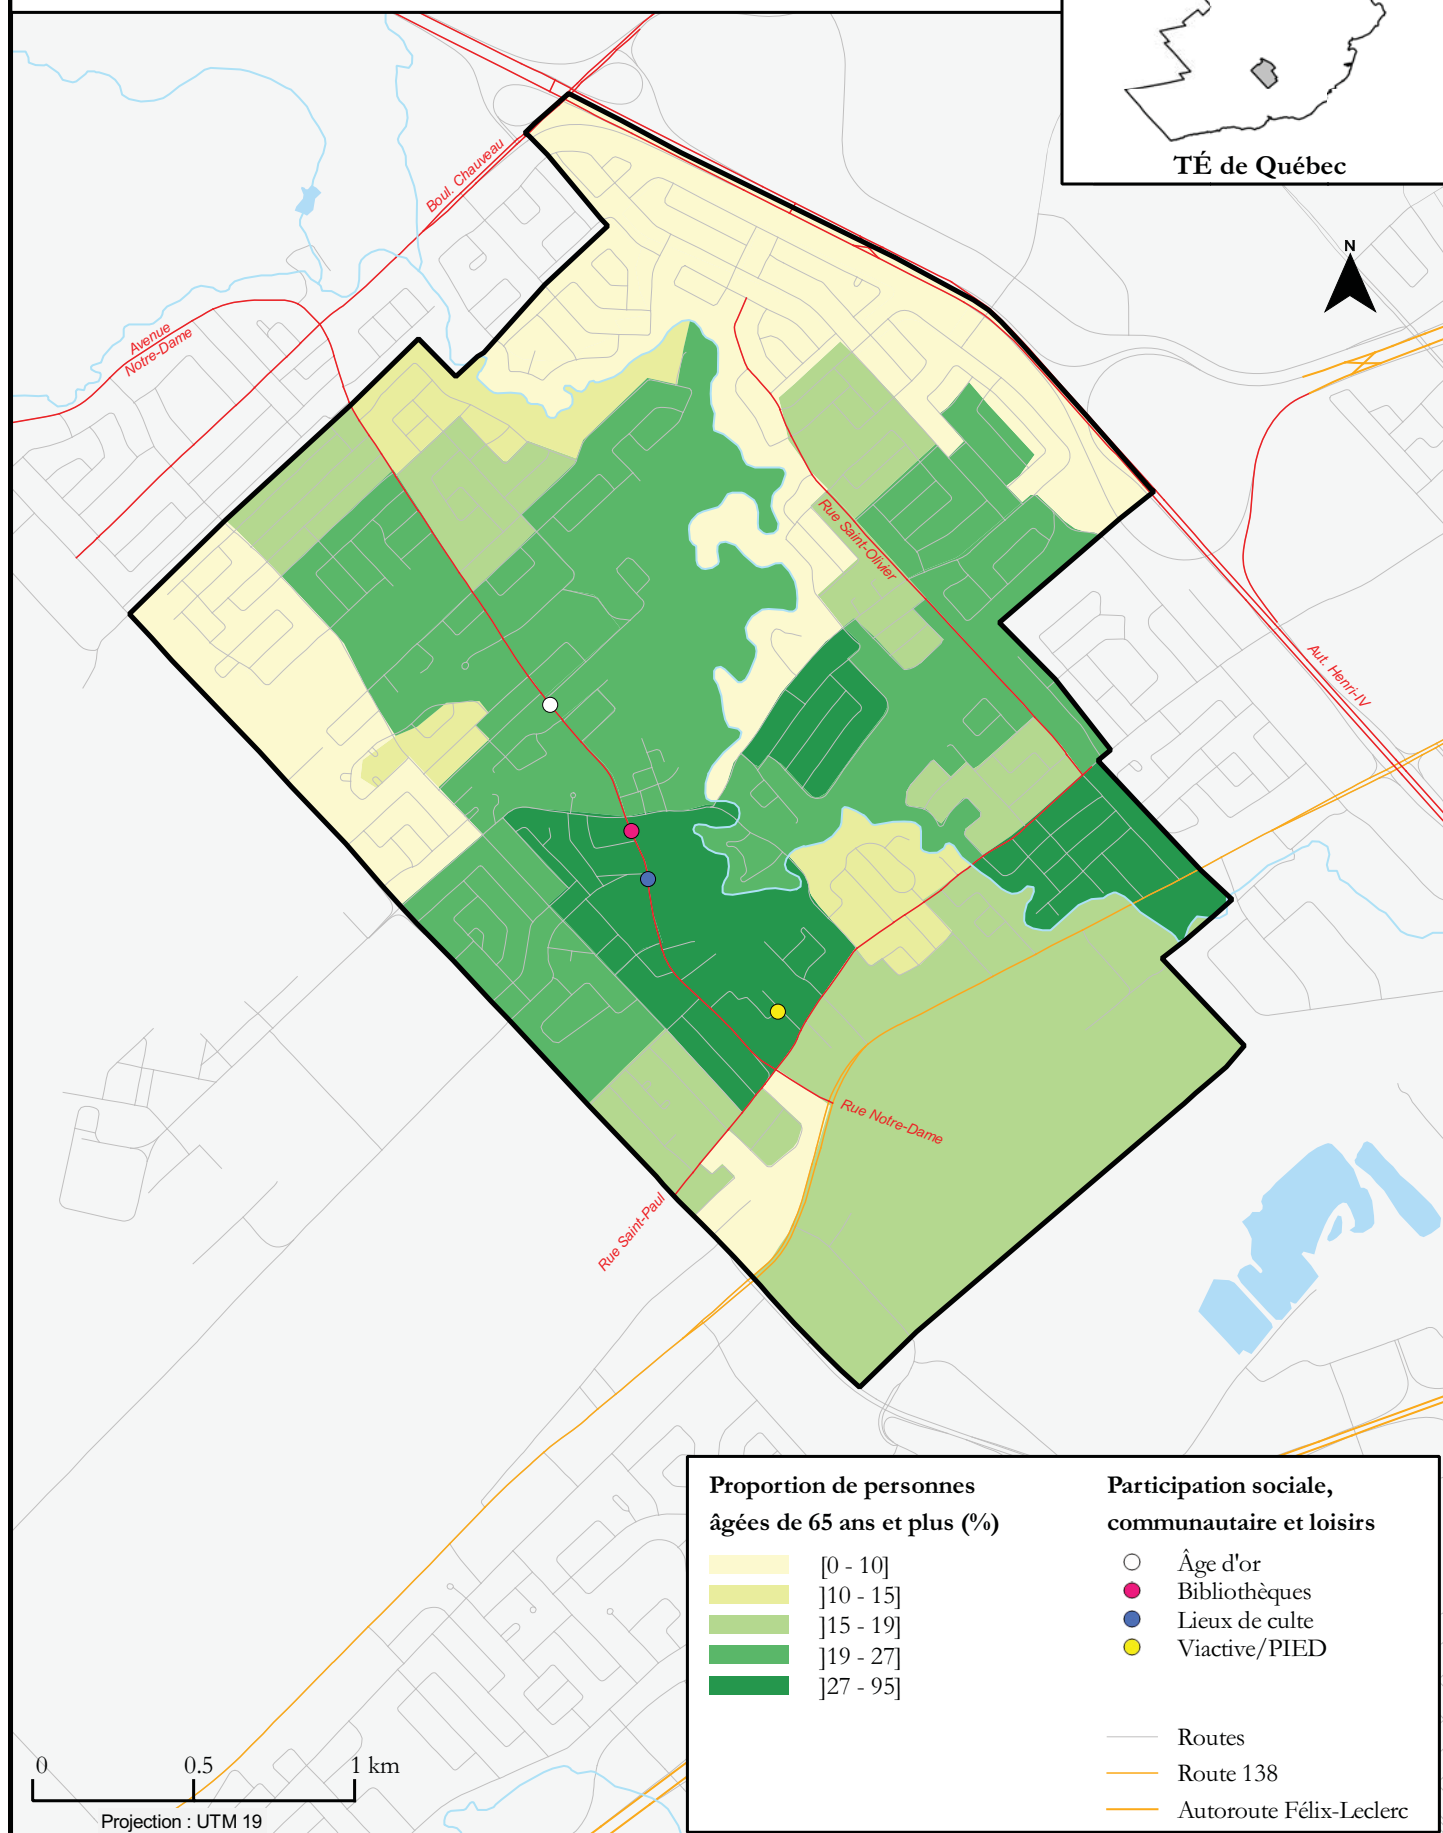 TÉ de Québec
N
Boul. Chauveau
Avenue
Notre-Dame
Rue Saint-Olivier
Aut. Henri-IV
Rue Notre-Dame
Rue Saint-Paul
Proportion de personnes
âgées de 65 ans et plus (%)
[0 - 10]
]10 - 15]
]15 - 19]
]19 - 27]
]27 - 95]
Participation sociale,
communautaire et loisirs
Âge d'or
Bibliothèques
Lieux de culte
Viactive/PIED
Routes
Route 138
Autoroute Félix-Leclerc
0 0.5 1 km
Projection : UTM 19